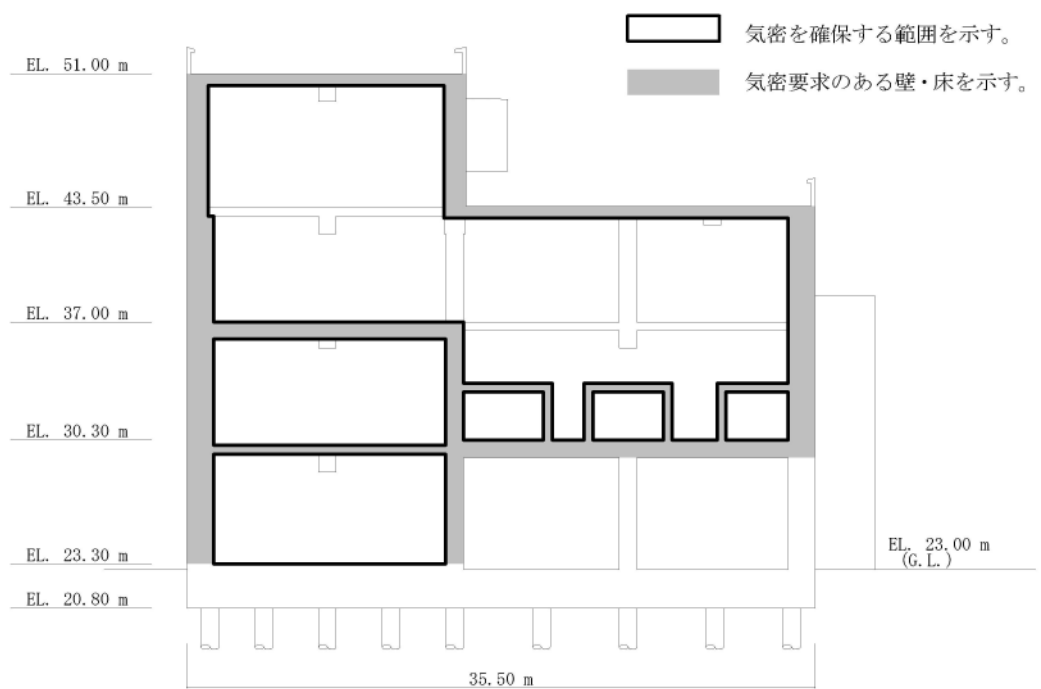 気密を確保する範囲を示す。
EL. 51.00 m
気密要求のある壁・床を示す。
EL. 43.50 m
EL. 37.00 m
EL. 30.30 m
EL. 23.00 m
(G.L.)
EL. 23.30 m
EL. 20.80 m
35.50 m